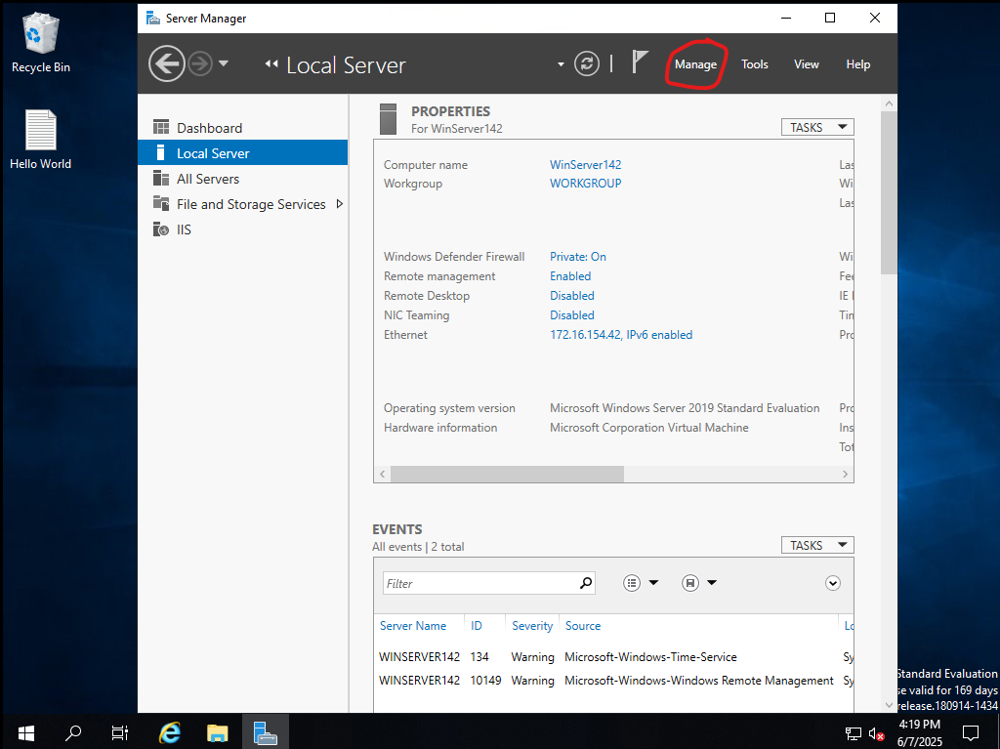 Recycle Bin
Hello World
Server Manager
Local Server
Manage Tools View Help
Dashboard
Local Server
All Servers
File and Storage Services
IIS
PROPERTIES
For WinServer142
TASKS
Computer name WinServer142 Las
Workgroup WORKGROUP Wi
Las
Windows Defender Firewall Private: On Wi
Remote management Enabled Fee
Remote Desktop Disabled IE
NIC Teaming Disabled Tim
Ethernet 172.16.154.42, IPv6 enabled Pro
Operating system version Microsoft Windows Server 2019 Standard Evaluation Pro
Hardware information Microsoft Corporation Virtual Machine Ins
Tot
EVENTS
All events | 2 total
TASKS
Filter
Server Name ID Severity Source Lo
WINSERVER142 134 Warning Microsoft-Windows-Time-Service Sy
WINSERVER142 10149 Warning Microsoft-Windows-Windows Remote Management Sy
Standard Evaluation
se valid for 169 days
release.180914-1434
4:19 PM
6/7/2025